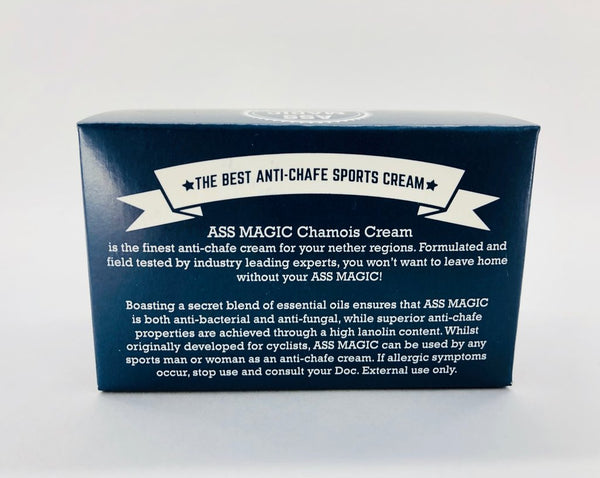 ASS
★THE BEST ANTI-CHAFE SPORTS CREAM★
ASS MAGIC Chamois Cream
is the finest anti-chafe cream for your nether regions. Formulated and
field tested by industry leading experts, you won't want to leave home
without your ASS MAGIC!
Boasting a secret blend of essential oils ensures that ASS MAGIC
is both anti-bacterial and anti-fungal, while superior anti-chafe
properties are achieved through a high lanolin content. Whilst
originally developed for cyclists, ASS MAGIC can be used by any
sports man or woman as an anti-chafe cream. If allergic symptoms
occur, stop use and consult your Doc. External use only.